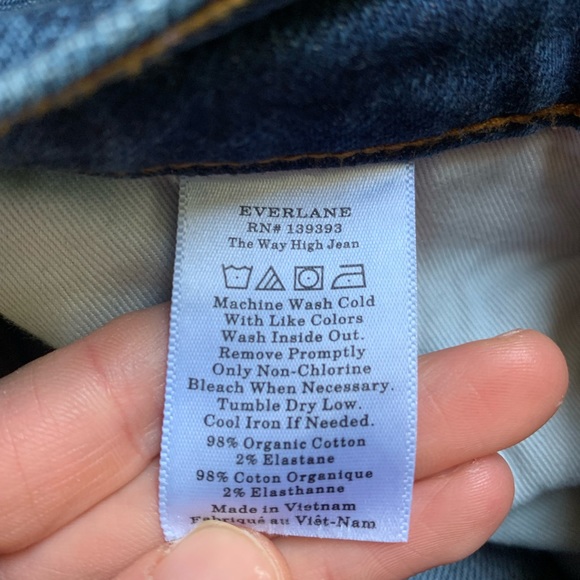 EVERLANE
RN# 139393
The Way High Jean
Machine Wash Cold
With Like Colors
Wash Inside Out.
Remove Promptly
Only Non-Chlorine
Bleach When Necessary.
Tumble Dry Low.
Cool Iron If Needed.
98% Organic Cotton
2% Elastane
98% Coton Organique
2% Elasthanne
Made in Vietnam
Fabriqué au Việt-Nam